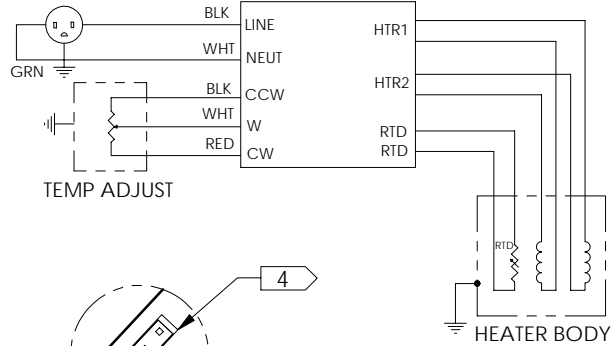 BLK
LINE
HTR1
WHT
NEUT
GRN
HTR2
BLK
CCW
WHT
W
RTD
RED
CW
RTD
TEMP ADJUST
RTD
4
HEATER BODY